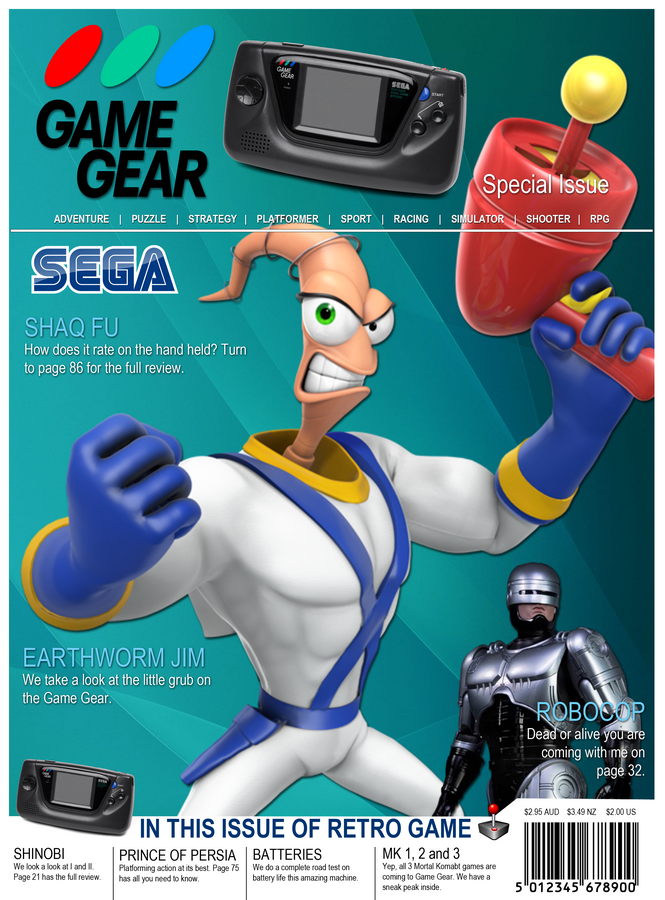 GAME
GEAR
GAME
GEAR
SEGA
START
Special Issue
ADVENTURE | PUZZLE | STRATEGY | PLATFORMER | SPORT | RACING | SIMULATOR | SHOOTER | RPG
SEGA
SHAQ FU
How does it rate on the hand held? Turn
to page 86 for the full review.
EARTHWORM JIM
We take a look at the little grub on
the Game Gear.
ROBOCOP
Dead or alive you are
coming with me on
page 32.
IN THIS ISSUE OF RETRO GAME
$2.95 AUD $3.49 NZ $2.00 US
SHINOBI
We look a look at I and II.
Page 21 has the full review.
PRINCE OF PERSIA
Platforming action at its best. Page 75
has all you need to know.
BATTERIES
We do a complete road test on
battery life this amazing machine.
MK 1, 2 and 3
Yep, all 3 Mortal Komabt games are
coming to Game Gear. We have a
sneak peak inside.
5 012345 678900